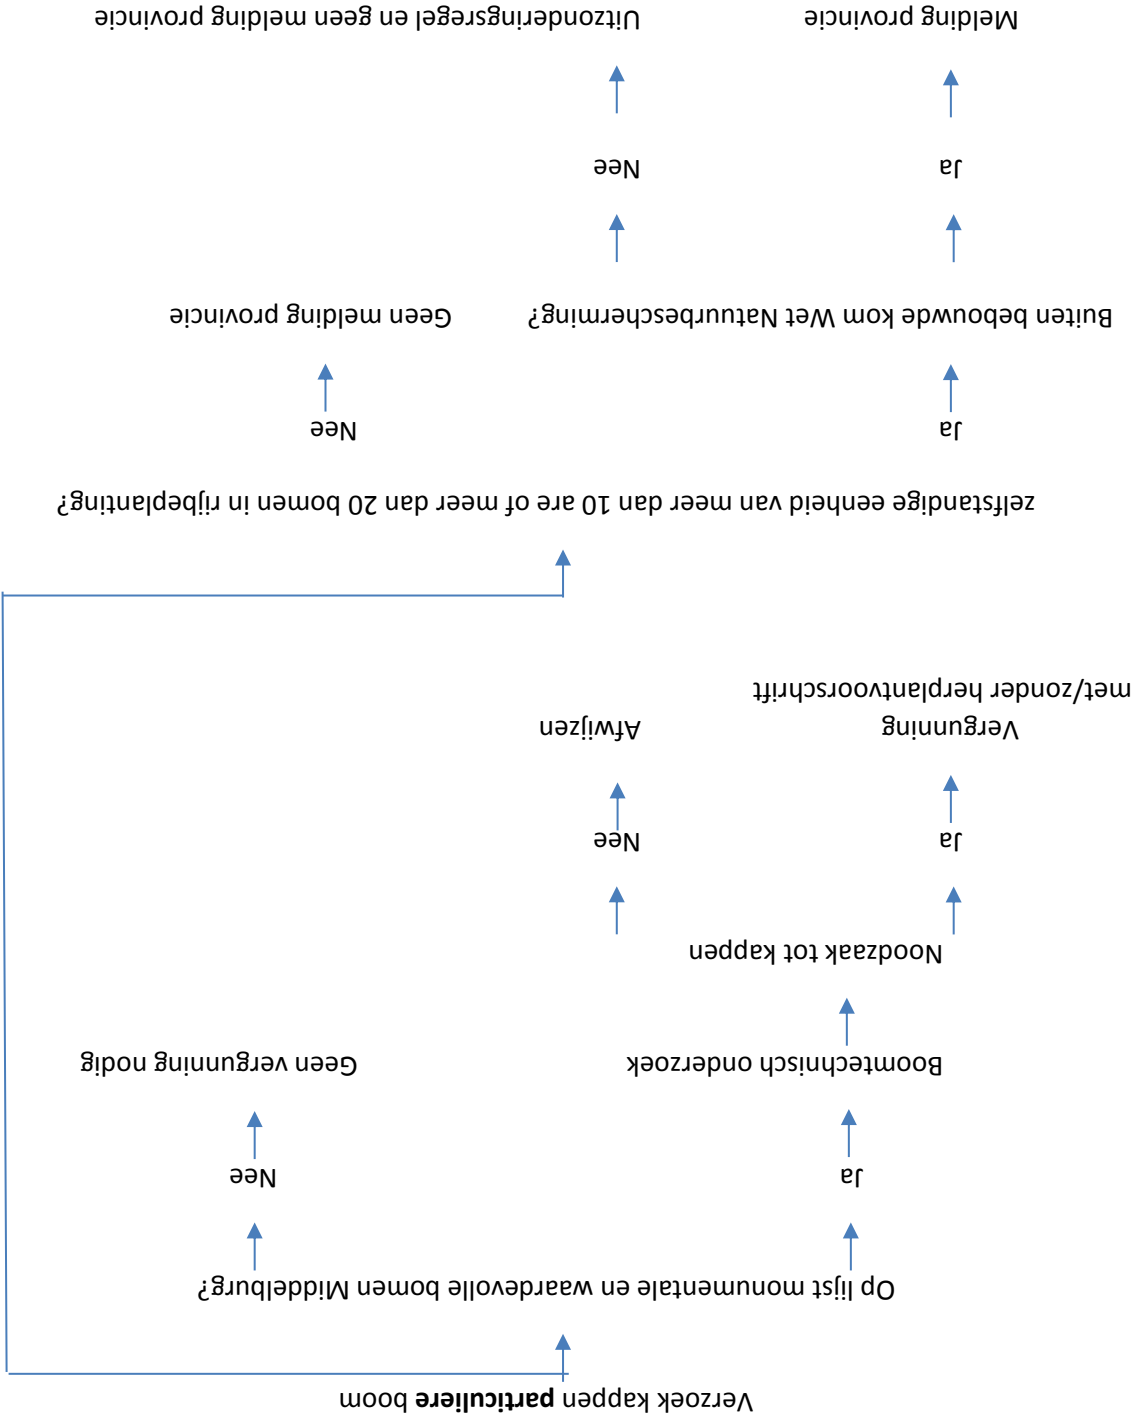 Verzoek kappen particuliere boom
Op lijst monumentale en waardevolle bomen Middelburg?
Ja
Nee
Boomtechnisch onderzoek
Geen vergunning nodig
Noodzaak tot kappen
Ja
Nee
Vergunning
met/zonder herplantvoorschrift
Afwijzen
zelfstandige eenheid van meer dan 10 are of meer dan 20 bomen in rijbeplanting?
Ja
Nee
Buiten bebouwde kom Wet Natuurbescherming?
Geen melding provincie
Ja
Nee
Melding provincie
Uitzonderingsregel en geen melding provincie